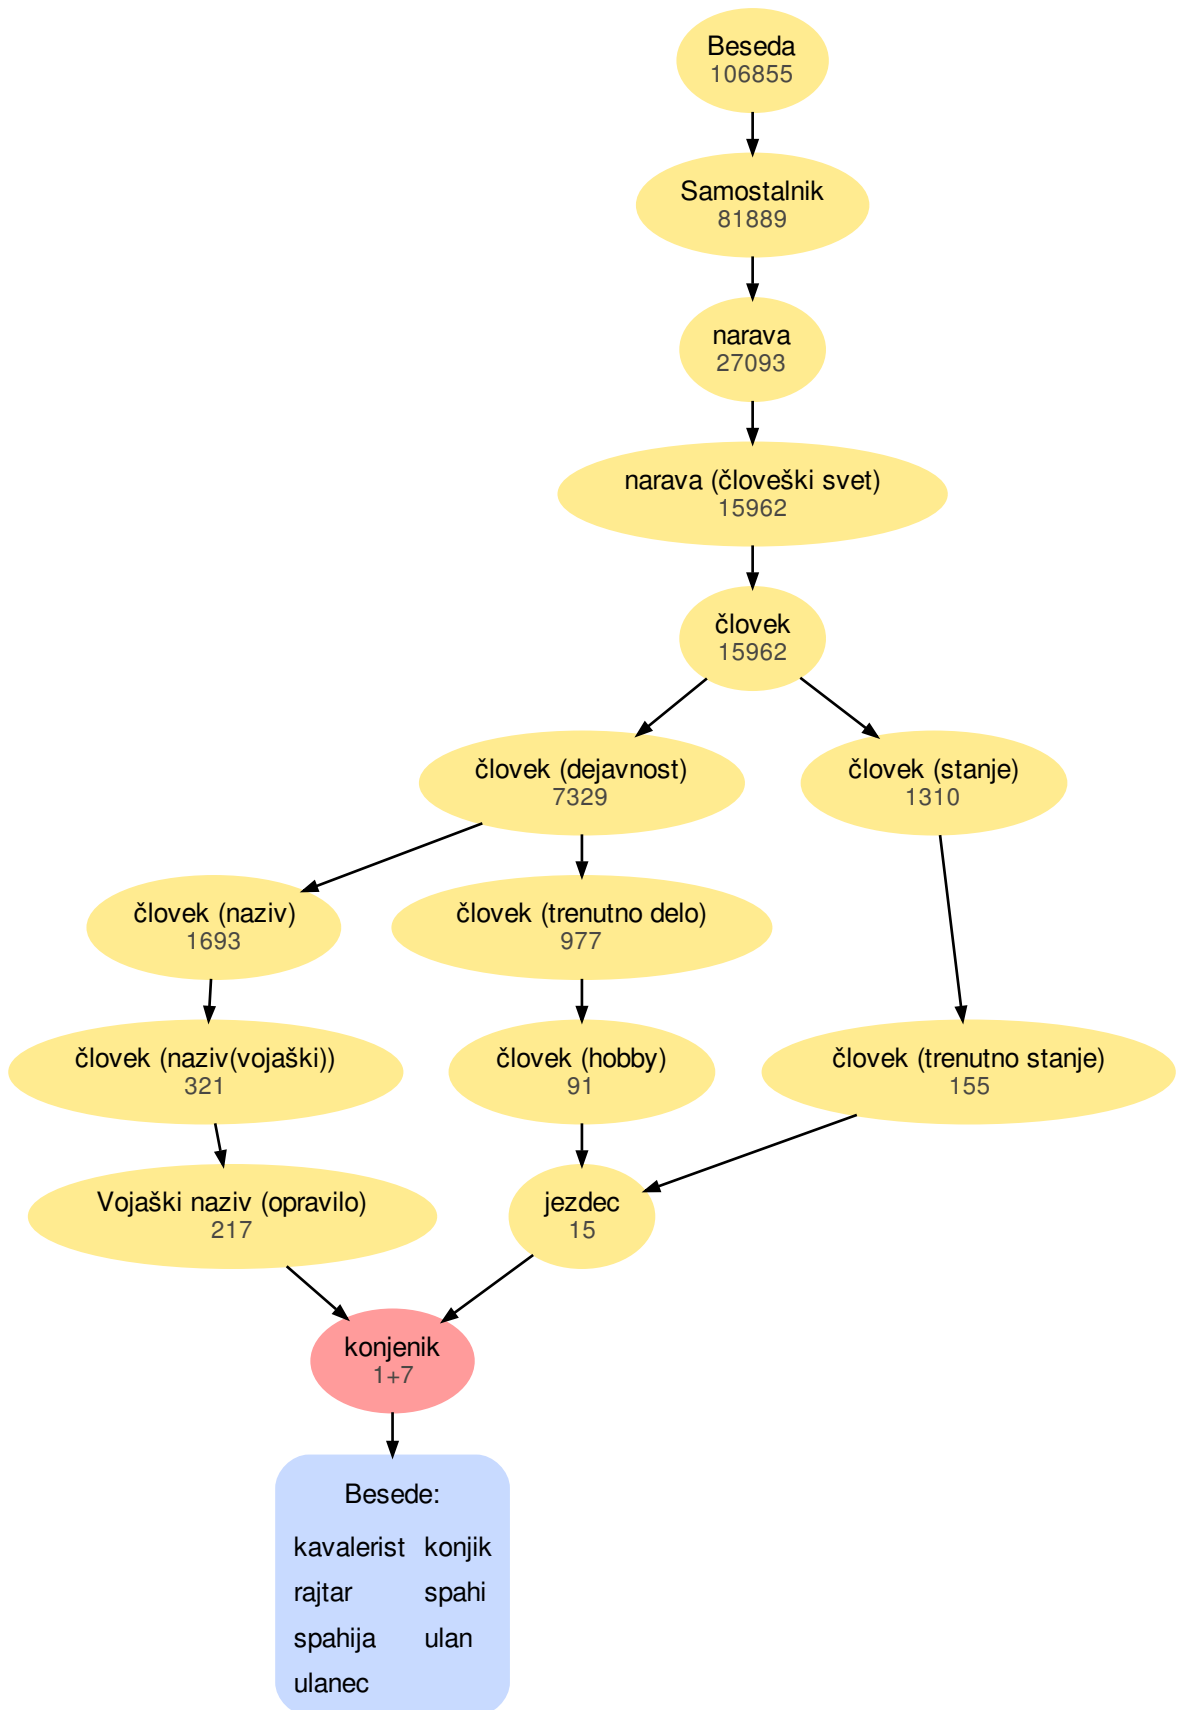 Beseda
106855
Samostalnik
81889
narava
27093
narava (človeški svet)
15962
človek
15962
človek (dejavnost)
7329
človek (stanje)
1310
človek (naziv)
1693
človek (trenutno delo)
977
človek (naziv(vojaški))
321
človek (hobby)
91
človek (trenutno stanje)
155
Vojaški naziv (opravilo)
217
jezdec
15
konjenik
1+7
Besede:
kavalerist konjik
rajtar spahi
spahija ulan
ulanec